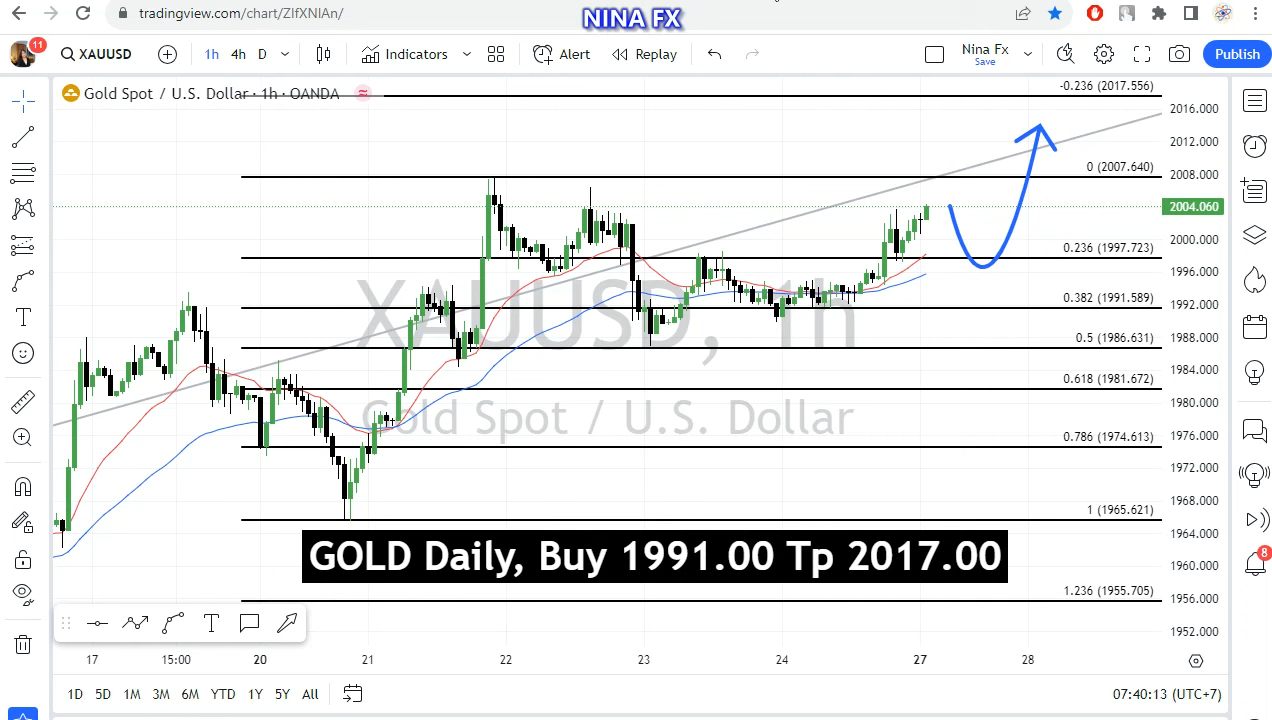 tradingview.com/chart/ZIfXNIAn/
NINA FX
11
XAUUSD
1h
4h
D
Indicators
Alert
Replay
Nina Fx
Save
Publish
Gold Spot / U.S. Dollar · 1h · OANDA
-0.236 (2017.556)
0 (2007.640)
0.236 (1997.723)
0.382 (1991.589)
0.5 (1986.631)
0.618 (1981.672)
0.786 (1974.613)
1 (1965.621)
1.236 (1955.705)
XAUUSD, 1h
Gold Spot / U.S. Dollar
2016.000
2012.000
2008.000
2004.060
2000.000
1996.000
1992.000
1988.000
1984.000
1980.000
1976.000
1972.000
1968.000
1964.000
1960.000
1956.000
1952.000
GOLD Daily, Buy 1991.00 Tp 2017.00
17 15:00 20 21 22 23 24 27 28
1D 5D 1M 3M 6M YTD 1Y 5Y All
07:40:13 (UTC+7)
8